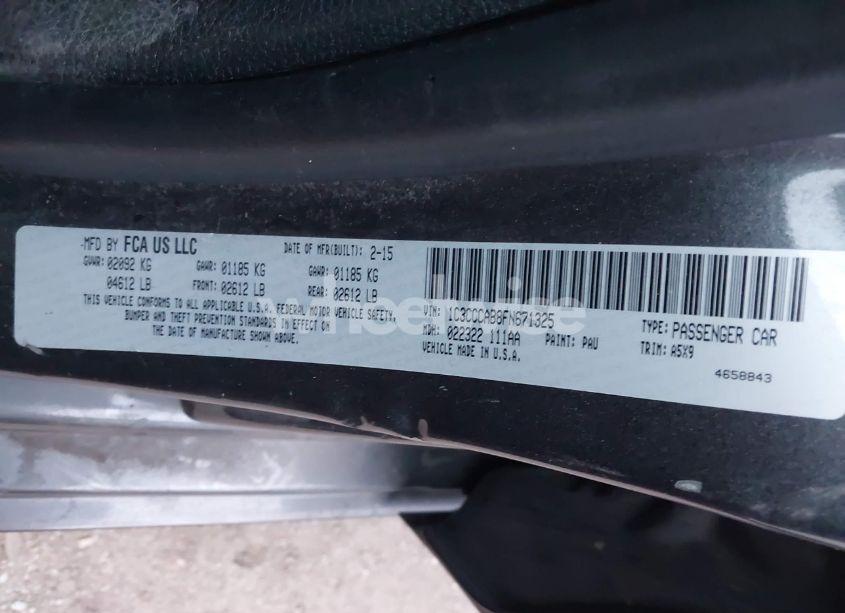 MFD BY FCA US LLC DATE OF MFR(BUILT): 2-15
GVWR: 02092 KG GAWR: 01185 KG GAWR: 01185 KG
04612 LB FRONT: 02612 LB REAR: 02612 LB
THIS VEHICLE CONFORMS TO ALL APPLICABLE U.S.A. FEDERAL MOTOR VEHICLE SAFETY,
BUMPER AND THEFT PREVENTION STANDARDS IN EFFECT ON
THE DATE OF MANUFACTURE SHOWN ABOVE.
VIN: 1C3CCCAB8FN671325 TYPE: PASSENGER CAR
MDH: 022322 111AA PAINT: PAU TRIM: A5X9
VEHICLE MADE IN U.S.A.
4658843